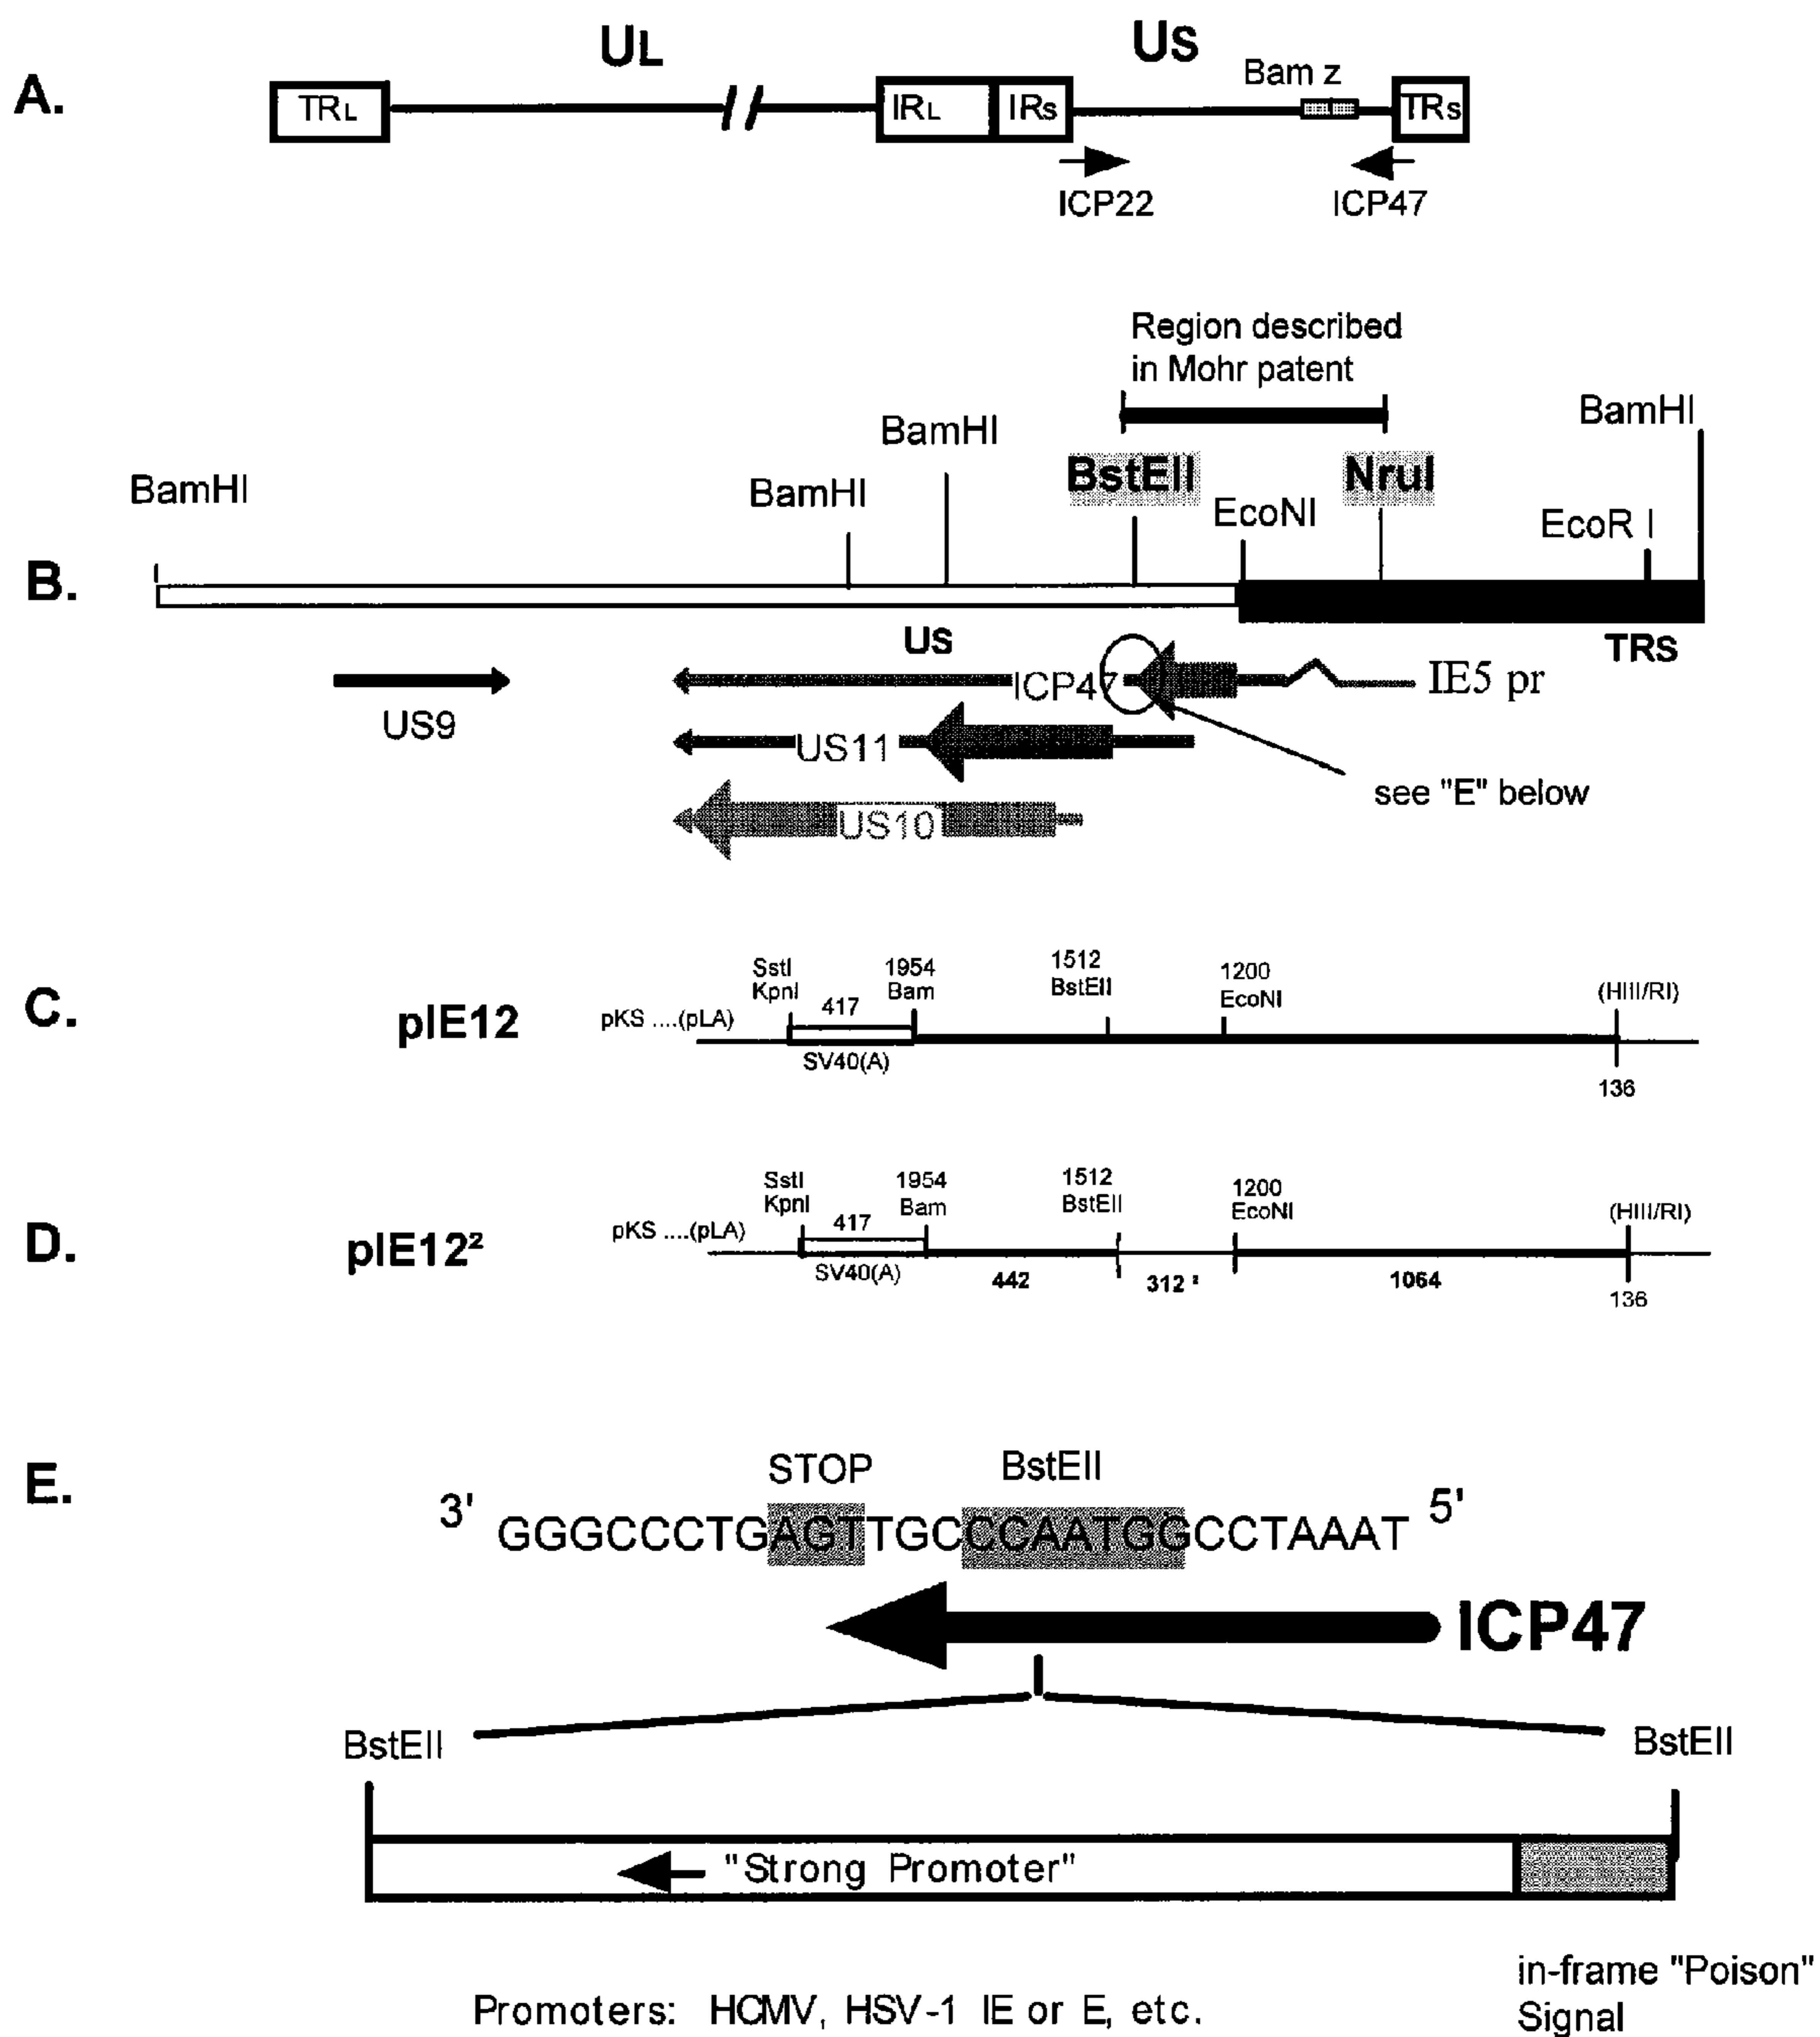 A.
UL
US
Bam z
TRL
IRL
IRS
TRS
ICP22
ICP47
Region described
in Mohr patent
B.
BamHI
BamHI
BamHI
BstEII
EcoNI
NruI
EcoR I
BamHI
US
TRS
US9
ICP47
IE5 pr
US11
see "E" below
US10
C.
pIE12
pKS ....(pLA)
SstI
KpnI
417
SV40(A)
1954
Bam
1512
BstEII
1200
EcoNI
(HIII/RI)
136
D.
pIE12²
pKS ....(pLA)
SstI
KpnI
417
SV40(A)
1954
Bam
442
1512
BstEII
312 ²
1200
EcoNI
1064
(HIII/RI)
136
E.
STOP
BstEII
3' GGGCCCTGAGTTGCCCAATGGCCTAAAT 5'
ICP47
BstEII
BstEII
"Strong Promoter"
in-frame "Poison"
Signal
Promoters: HCMV, HSV-1 IE or E, etc.